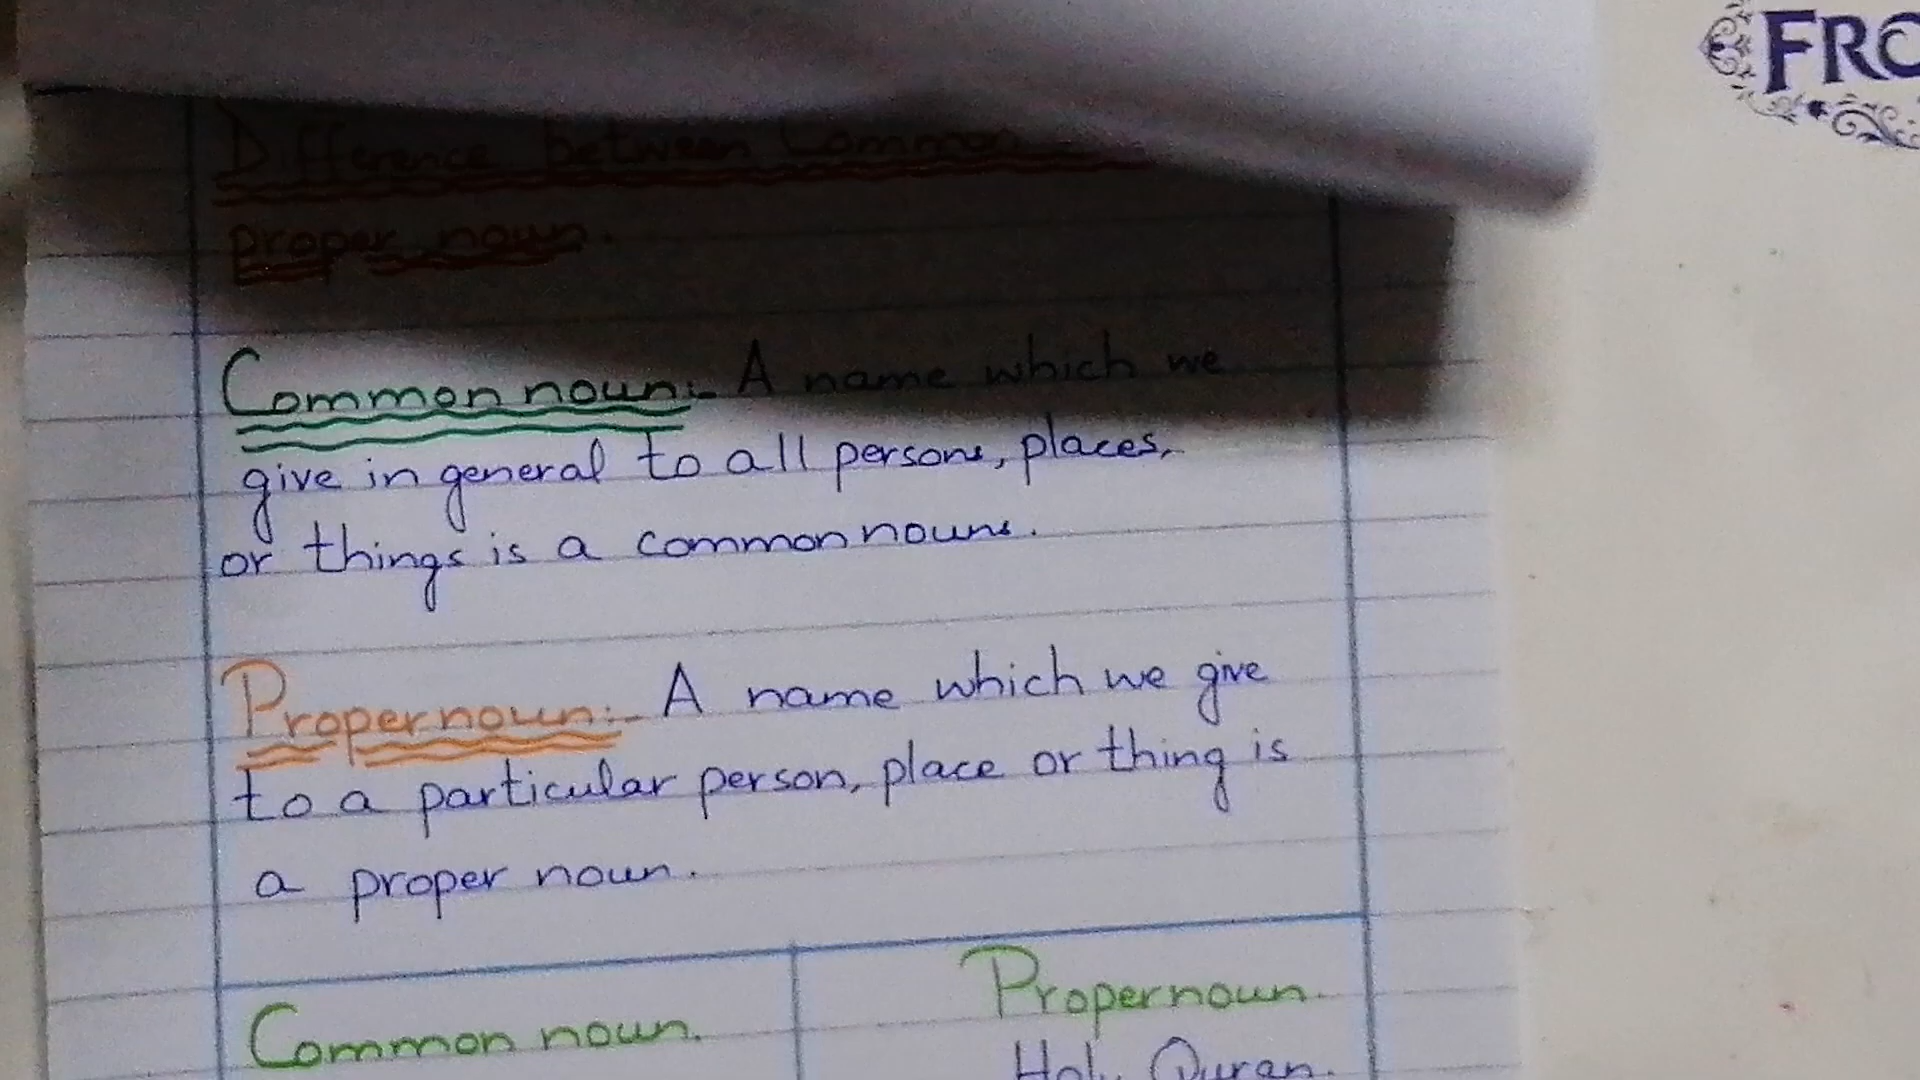 Difference between Common
proper noun.
Common noun:- A name which we
give in general to all persons, places,
or things is a common nouns.
Proper noun:- A name which we give
to a particular person, place or thing is
a proper noun.
Common noun. Proper noun.
Holy Quran.
FRO